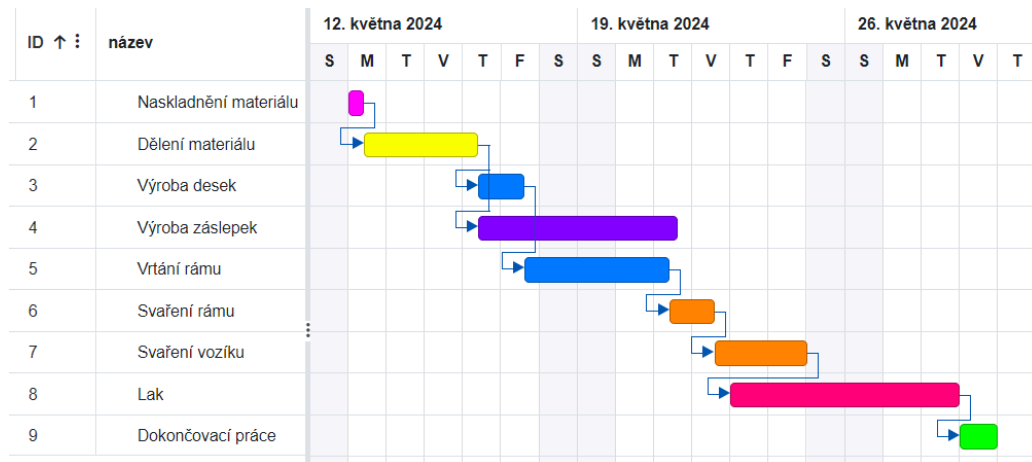 ID ↑ ⋮ název 12. května 2024 19. května 2024 26. května 2024
S M T V T F S S M T V T F S S M T V T
1 Naskladnění materiálu
2 Dělení materiálu
3 Výroba desek
4 Výroba záslepek
5 Vrtání rámu
6 Svaření rámu
7 Svaření vozíku
8 Lak
9 Dokončovací práce